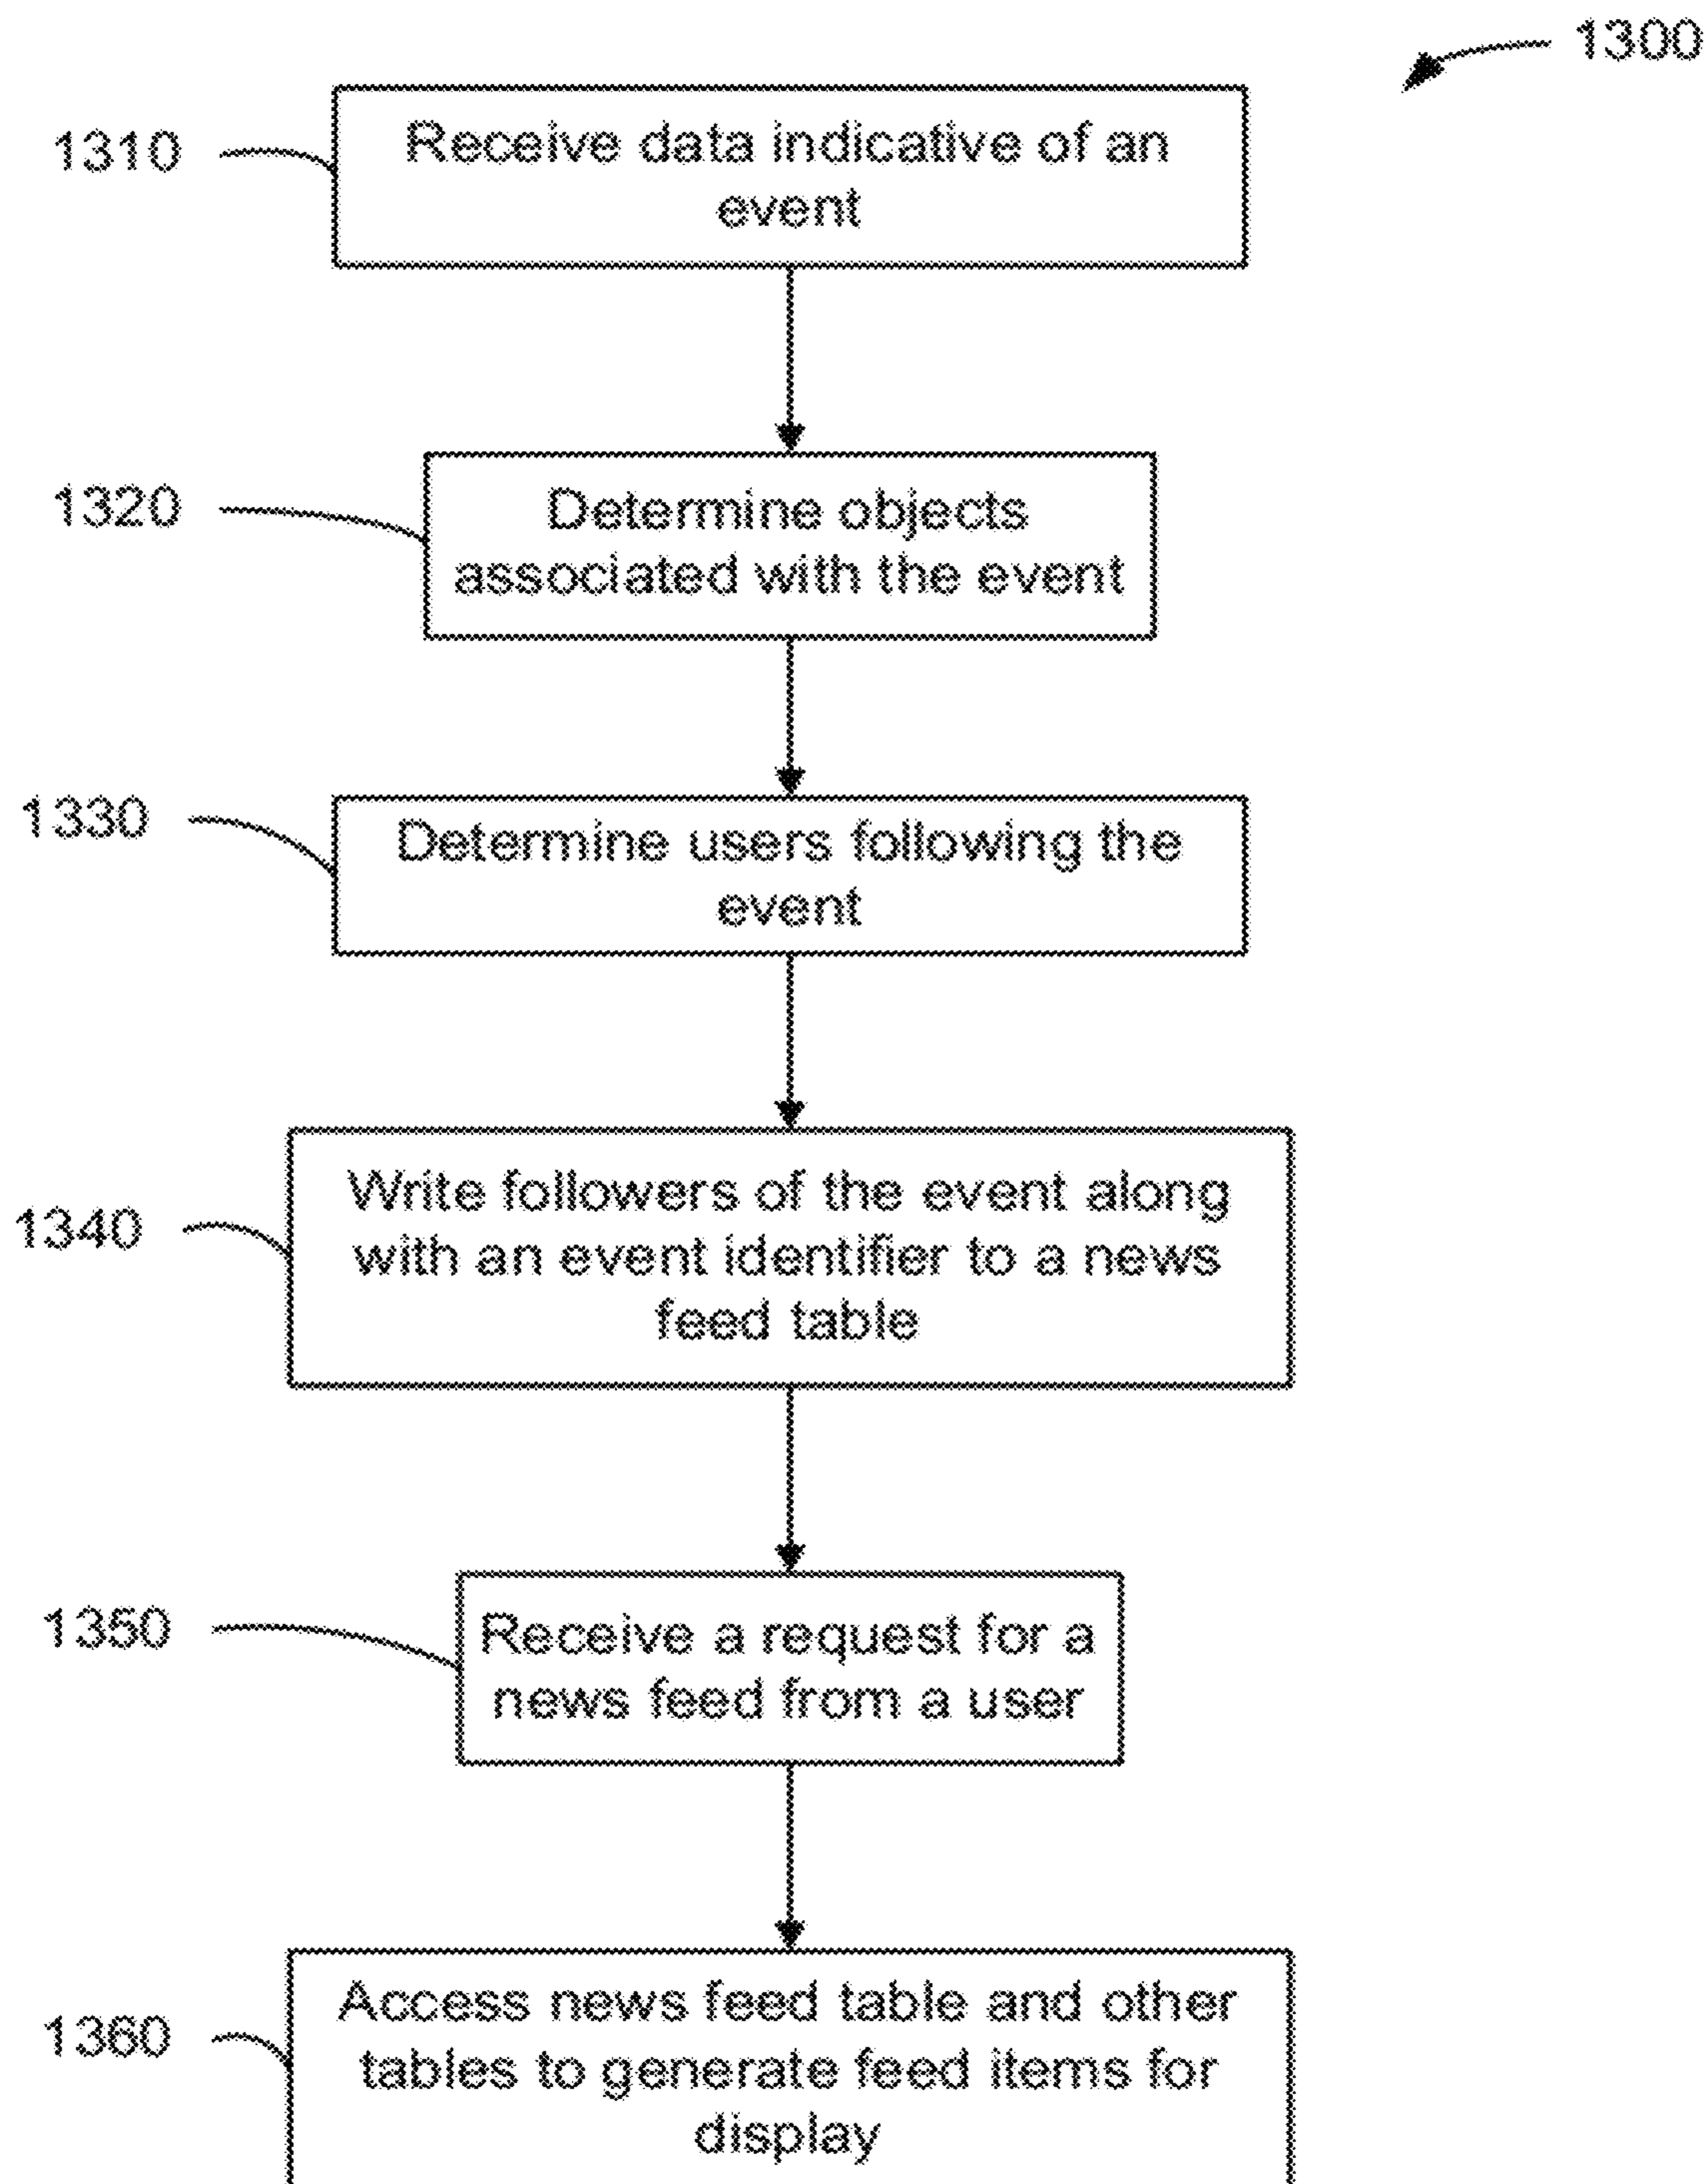 1300
1310
Receive data indicative of an
event
1320
Determine objects
associated with the event
1330
Determine users following the
event
1340
Write followers of the event along
with an event identifier to a news
feed table
1350
Receive a request for a
news feed from a user
1360
Access news feed table and other
tables to generate feed items for
display